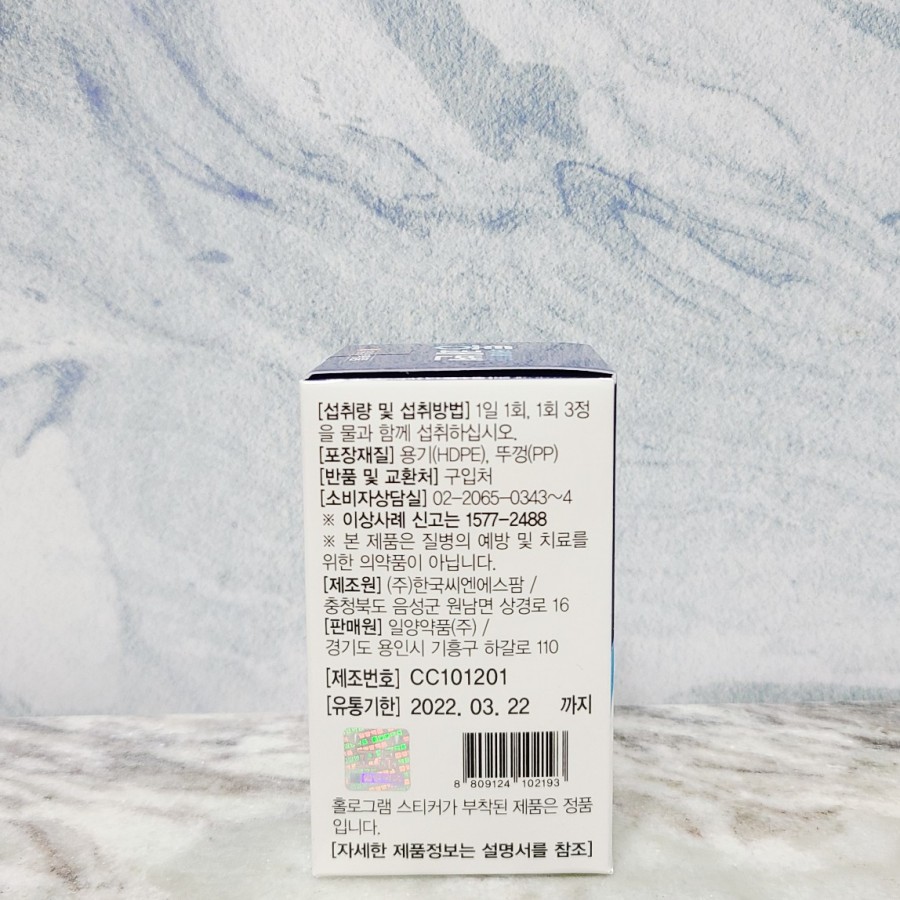 [섭취량 및 섭취방법] 1일 1회, 1회 3정
을 물과 함께 섭취하십시오.
[포장재질] 용기(HDPE), 뚜껑(PP)
[반품 및 교환처] 구입처
[소비자상담실] 02-2065-0343~4
※ 이상사례 신고는 1577-2488
※ 본 제품은 질병의 예방 및 치료를
위한 의약품이 아닙니다.
[제조원] (주)한국씨엔에스팜 /
충청북도 음성군 원남면 상경로 16
[판매원] 일양약품(주) /
경기도 용인시 기흥구 하갈로 110
[제조번호] CC101201
[유통기한] 2022. 03. 22 까지
8 809124 102193
홀로그램 스티커가 부착된 제품은 정품
입니다.
[자세한 제품정보는 설명서를 참조]